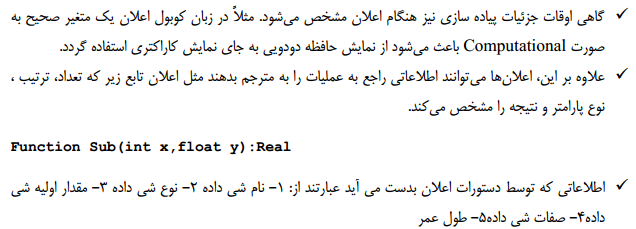 ✓ گاهی اوقات جزئیات پیاده سازی نیز هنگام اعلان مشخص می‌شود. مثلاً در زبان کوبول اعلان یک متغیر صحیح به
صورت Computational باعث می‌شود از نمایش حافظه دودویی به جای نمایش کاراکتری استفاده گردد.
✓ علاوه بر این، اعلان‌ها می‌توانند اطلاعاتی راجع به عملیات را به مترجم بدهند مثل اعلان تابع زیر که تعداد، ترتیب ،
نوع پارامتر و نتیجه را مشخص می‌کند.
Function Sub(int x,float y):Real
✓ اطلاعاتی که توسط دستورات اعلان بدست می آید عبارتند از: ۱- نام شی داده ۲- نوع شی داده ۳- مقدار اولیه شی
داده۴- صفات شی داده۵- طول عمر